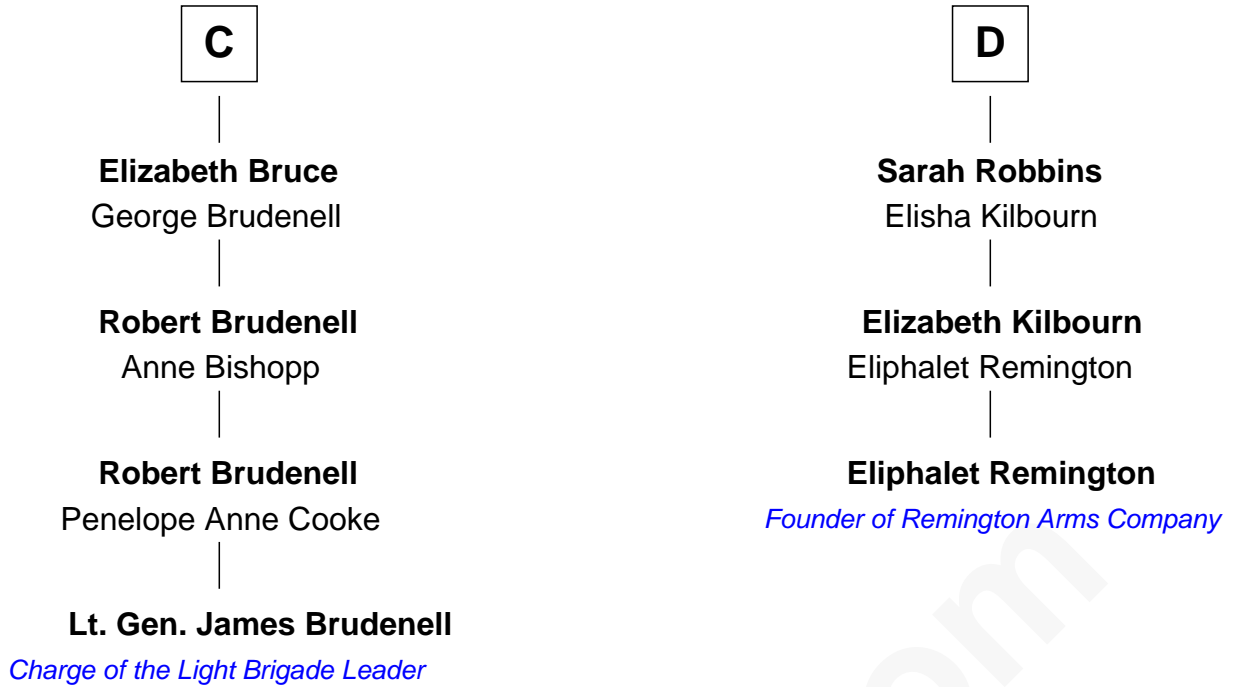 C
Elizabeth Bruce
George Brudenell
Robert Brudenell
Anne Bishopp
Robert Brudenell
Penelope Anne Cooke
Lt. Gen. James Brudenell
Charge of the Light Brigade Leader
D
Sarah Robbins
Elisha Kilbourn
Elizabeth Kilbourn
Eliphalet Remington
Eliphalet Remington
Founder of Remington Arms Company
om